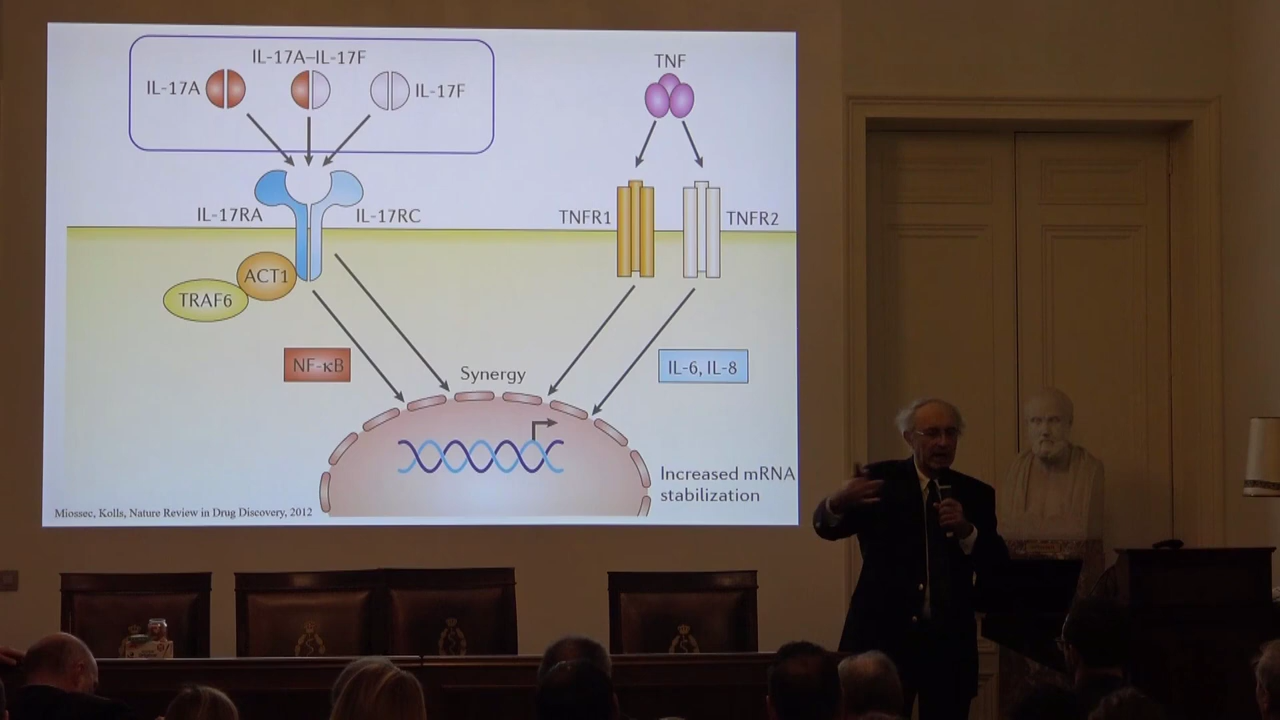 IL-17A–IL-17F
IL-17A
IL-17F
TNF
IL-17RA
IL-17RC
TNFR1
TNFR2
ACT1
TRAF6
NF-κB
IL-6, IL-8
Synergy
Increased mRNA
stabilization
Miossec, Kolls, Nature Review in Drug Discovery, 2012